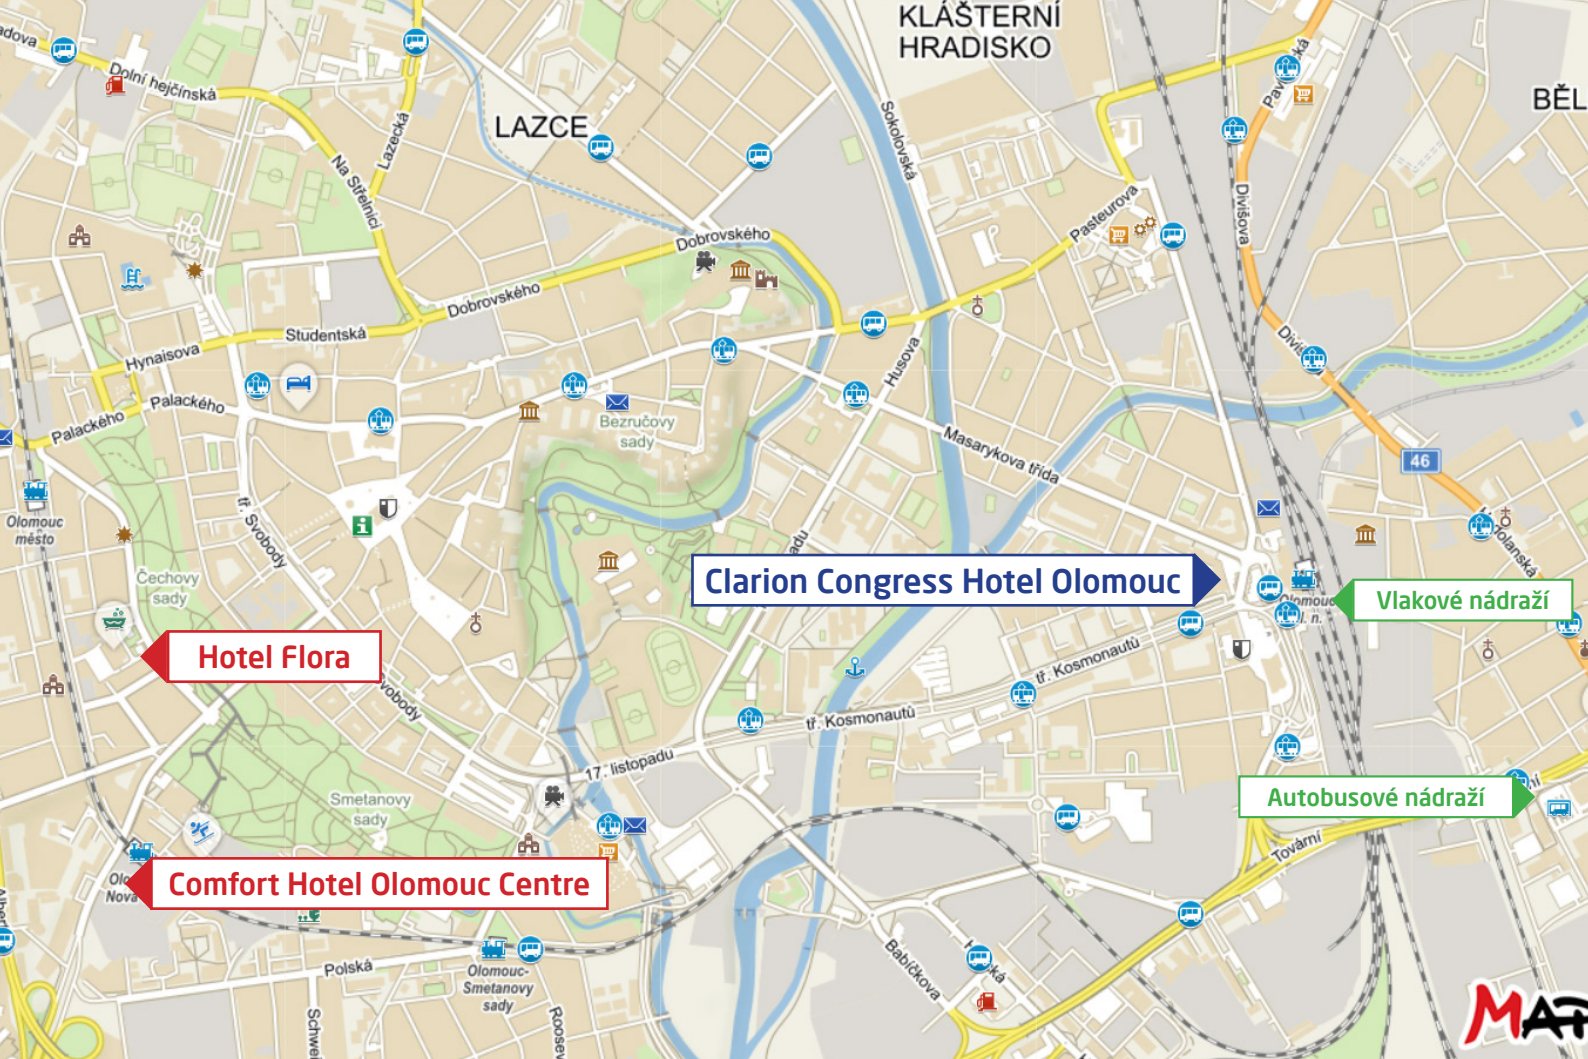 KLÁŠTERNÍ
HRADISKO
Dolní hejčínská
LAZCE
Lazecká
Na Střelnici
Sokolovská
Pasteurova
Divišova
Dobrovského
Dobrovského
Studentská
Hynaisova
Palackého
Palackého
Husova
Bezručovy
sady
Masarykova třída
46
Olomouc
město
tř. Svobody
Čechovy
sady
Clarion Congress Hotel Olomouc
Vlakové nádraží
Hotel Flora
tř. Kosmonautů
tř. Kosmonautů
17. listopadu
Smetanovy
sady
Autobusové nádraží
Tovární
Comfort Hotel Olomouc Centre
Polská
Olomouc-
Smetanovy
sady
Babíčkova